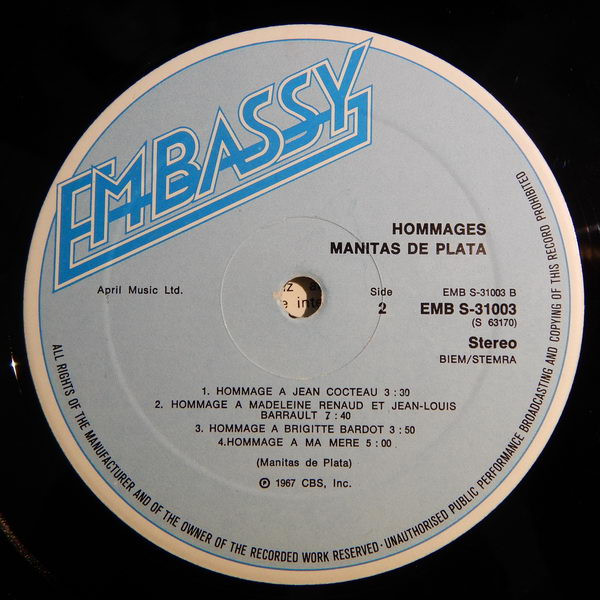 EMBASSY
HOMMAGES
MANITAS DE PLATA
April Music Ltd.
Side
2
EMB S-31003 B
EMB S-31003
(S 63170)
Stereo
BIEM/STEMRA
1. HOMMAGE A JEAN COCTEAU 3:30
2. HOMMAGE A MADELEINE RENAUD ET JEAN-LOUIS
BARRAULT 7:40
3. HOMMAGE A BRIGITTE BARDOT 3:50
4.HOMMAGE A MA MERE 5:00
(Manitas de Plata)
℗ 1967 CBS, Inc.
ALL RIGHTS OF THE MANUFACTURER AND OF THE OWNER OF THE RECORDED WORK RESERVED · UNAUTHORISED PUBLIC PERFORMANCE BROADCASTING AND COPYING OF THIS RECORD PROHIBITED